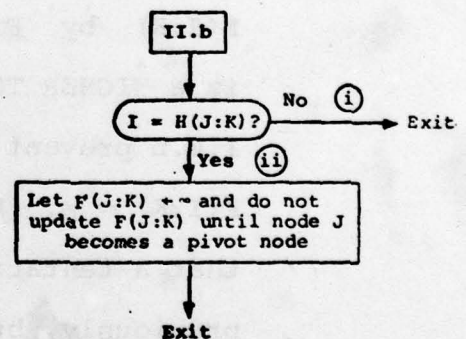 II.b
I = H(J:K)?
No (i)
Exit
Yes (ii)
Let F(J:K) ← ∞ and do not
update F(J:K) until node J
becomes a pivot node
Exit